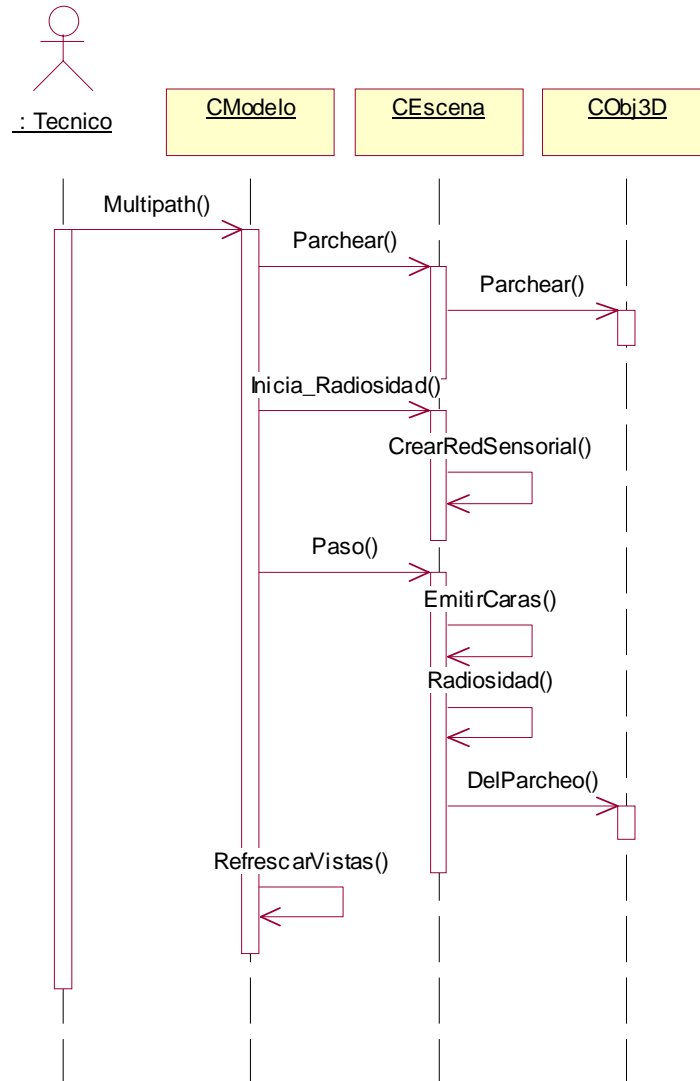 : Tecnico
CModelo
CEscena
CObj3D
Multipath()
Parchear()
Parchear()
Inicia_Radiosidad()
CrearRedSensorial()
Paso()
EmitirCaras()
Radiosidad()
DelParcheo()
RefrescarVistas()